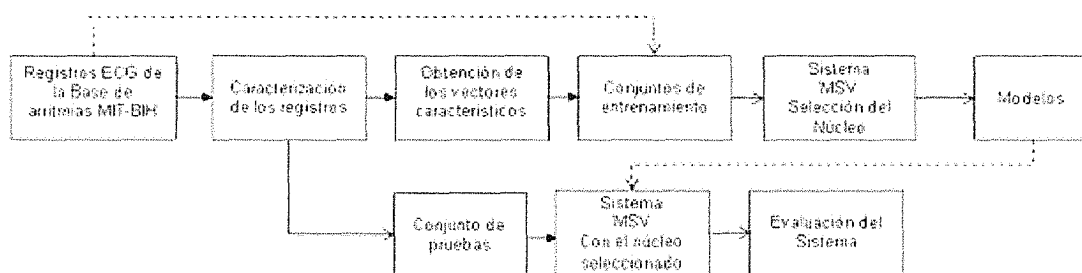 Registros ECG de
la Base de
arritmias MIT-BIH
Caracterización
de los registros
Obtención de
los vectores
característicos
Conjuntos de
entrenamiento
Sistema
MSV
Selección del
Núcleo
Modelos
Conjunto de
pruebas
Sistema
MSV
Con el núcleo
seleccionado
Evaluación del
Sistema